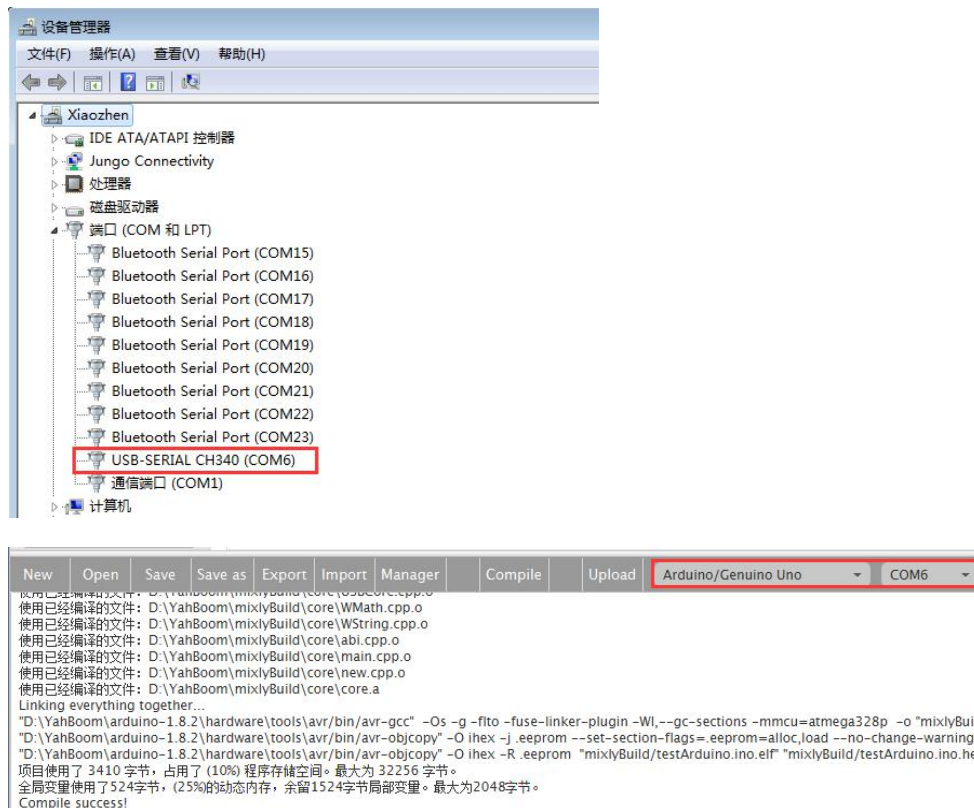 设备管理器
文件(F) 操作(A) 查看(V) 帮助(H)
Xiaozhen
IDE ATA/ATAPI 控制器
Jungo Connectivity
处理器
磁盘驱动器
端口 (COM 和 LPT)
Bluetooth Serial Port (COM15)
Bluetooth Serial Port (COM16)
Bluetooth Serial Port (COM17)
Bluetooth Serial Port (COM18)
Bluetooth Serial Port (COM19)
Bluetooth Serial Port (COM20)
Bluetooth Serial Port (COM21)
Bluetooth Serial Port (COM22)
Bluetooth Serial Port (COM23)
USB-SERIAL CH340 (COM6)
通信端口 (COM1)
计算机
New Open Save Save as Export Import Manager Compile Upload Arduino/Genuino Uno COM6
使用已经编译的文件: D:\YahBoom\mixlyBuild\core\USBCore.cpp.o
使用已经编译的文件: D:\YahBoom\mixlyBuild\core\WMath.cpp.o
使用已经编译的文件: D:\YahBoom\mixlyBuild\core\WString.cpp.o
使用已经编译的文件: D:\YahBoom\mixlyBuild\core\abi.cpp.o
使用已经编译的文件: D:\YahBoom\mixlyBuild\core\main.cpp.o
使用已经编译的文件: D:\YahBoom\mixlyBuild\core\new.cpp.o
使用已经编译的文件: D:\YahBoom\mixlyBuild\core\core.a
Linking everything together...
"D:\YahBoom\arduino-1.8.2\hardware\tools\avr/bin/avr-gcc" -Os -g -flto -fuse-linker-plugin -Wl,--gc-sections -mmcu=atmega328p -o "mixlyBui
"D:\YahBoom\arduino-1.8.2\hardware\tools\avr/bin/avr-objcopy" -O ihex -j .eeprom --set-section-flags=.eeprom=alloc,load --no-change-warning
"D:\YahBoom\arduino-1.8.2\hardware\tools\avr/bin/avr-objcopy" -O ihex -R .eeprom "mixlyBuild/testArduino.ino.elf" "mixlyBuild/testArduino.ino.he
项目使用了 3410 字节，占用了 (10%) 程序存储空间。最大为 32256 字节。
全局变量使用了524字节，(25%)的动态内存，余留1524字节局部变量。最大为2048字节。
Compile success!